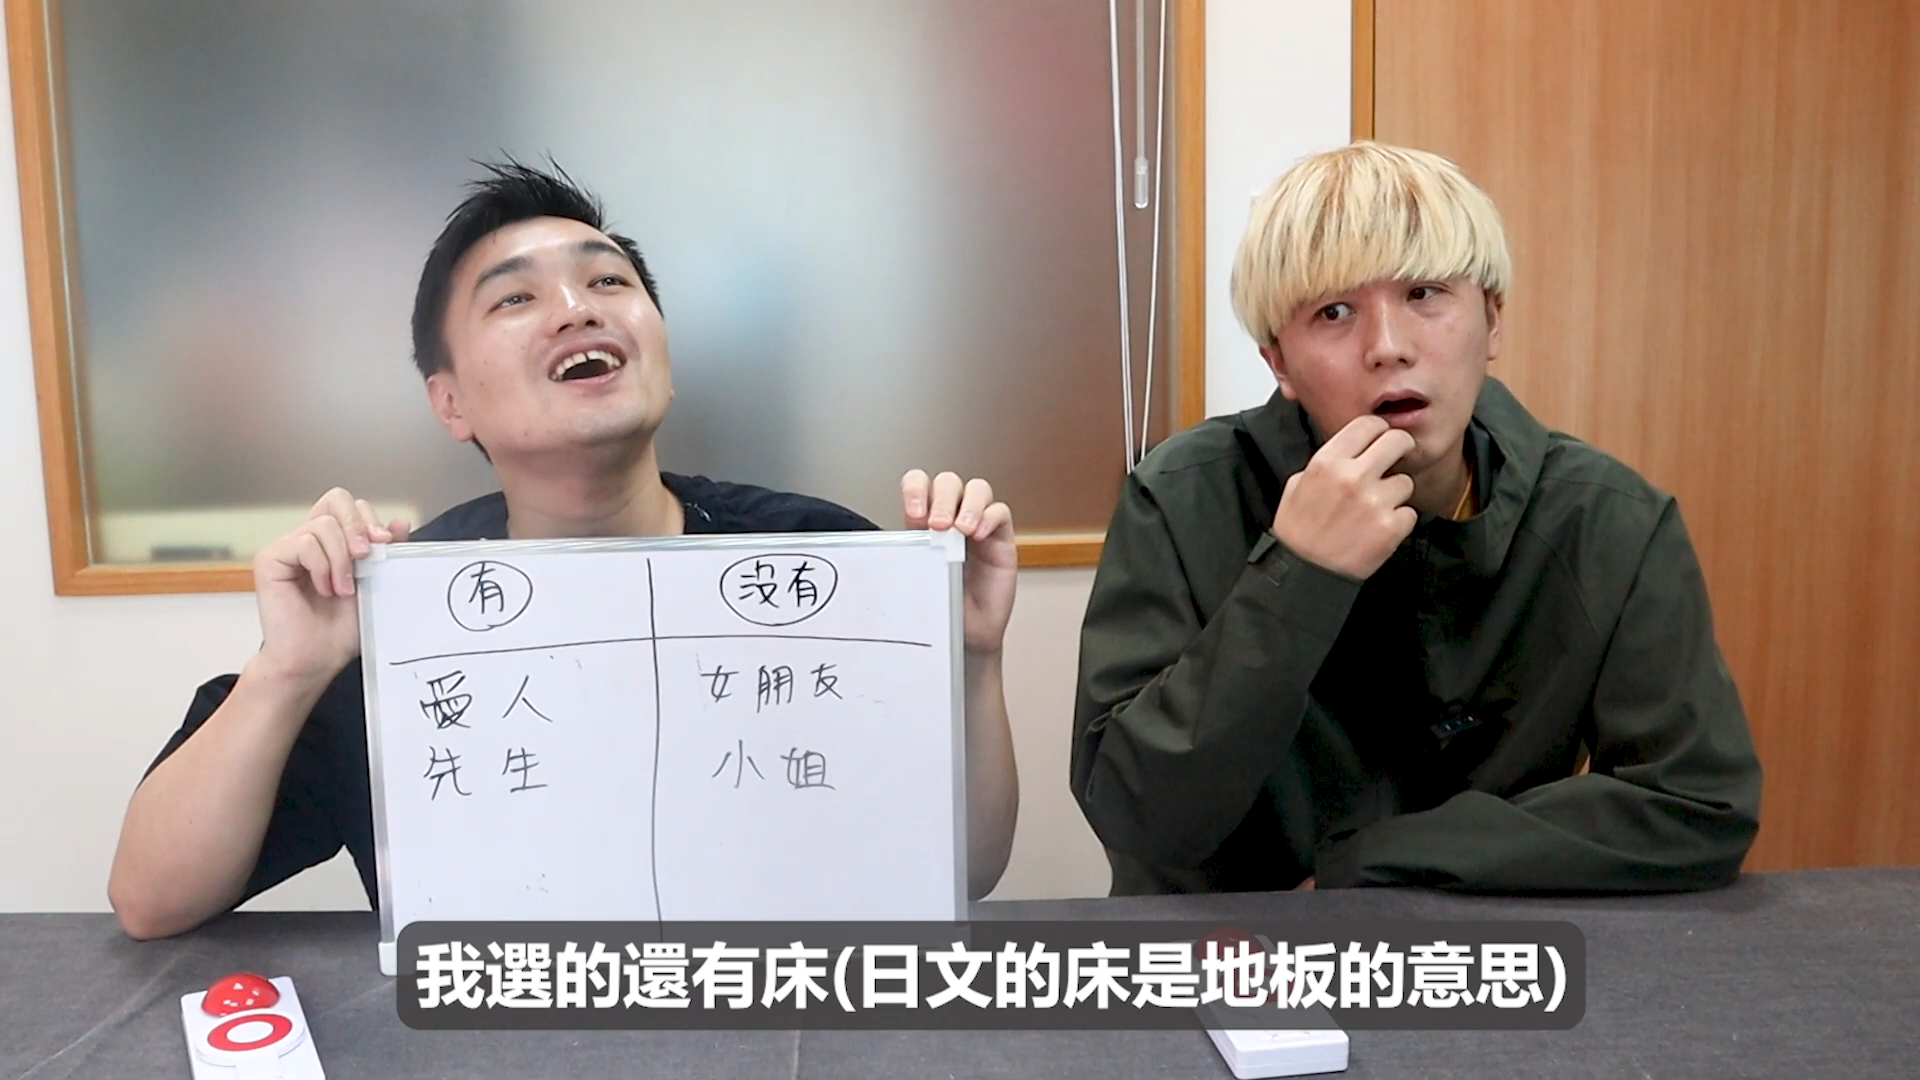 有 沒有
愛人 女朋友
先生 小姐
我選的還有床(日文的床是地板的意思)